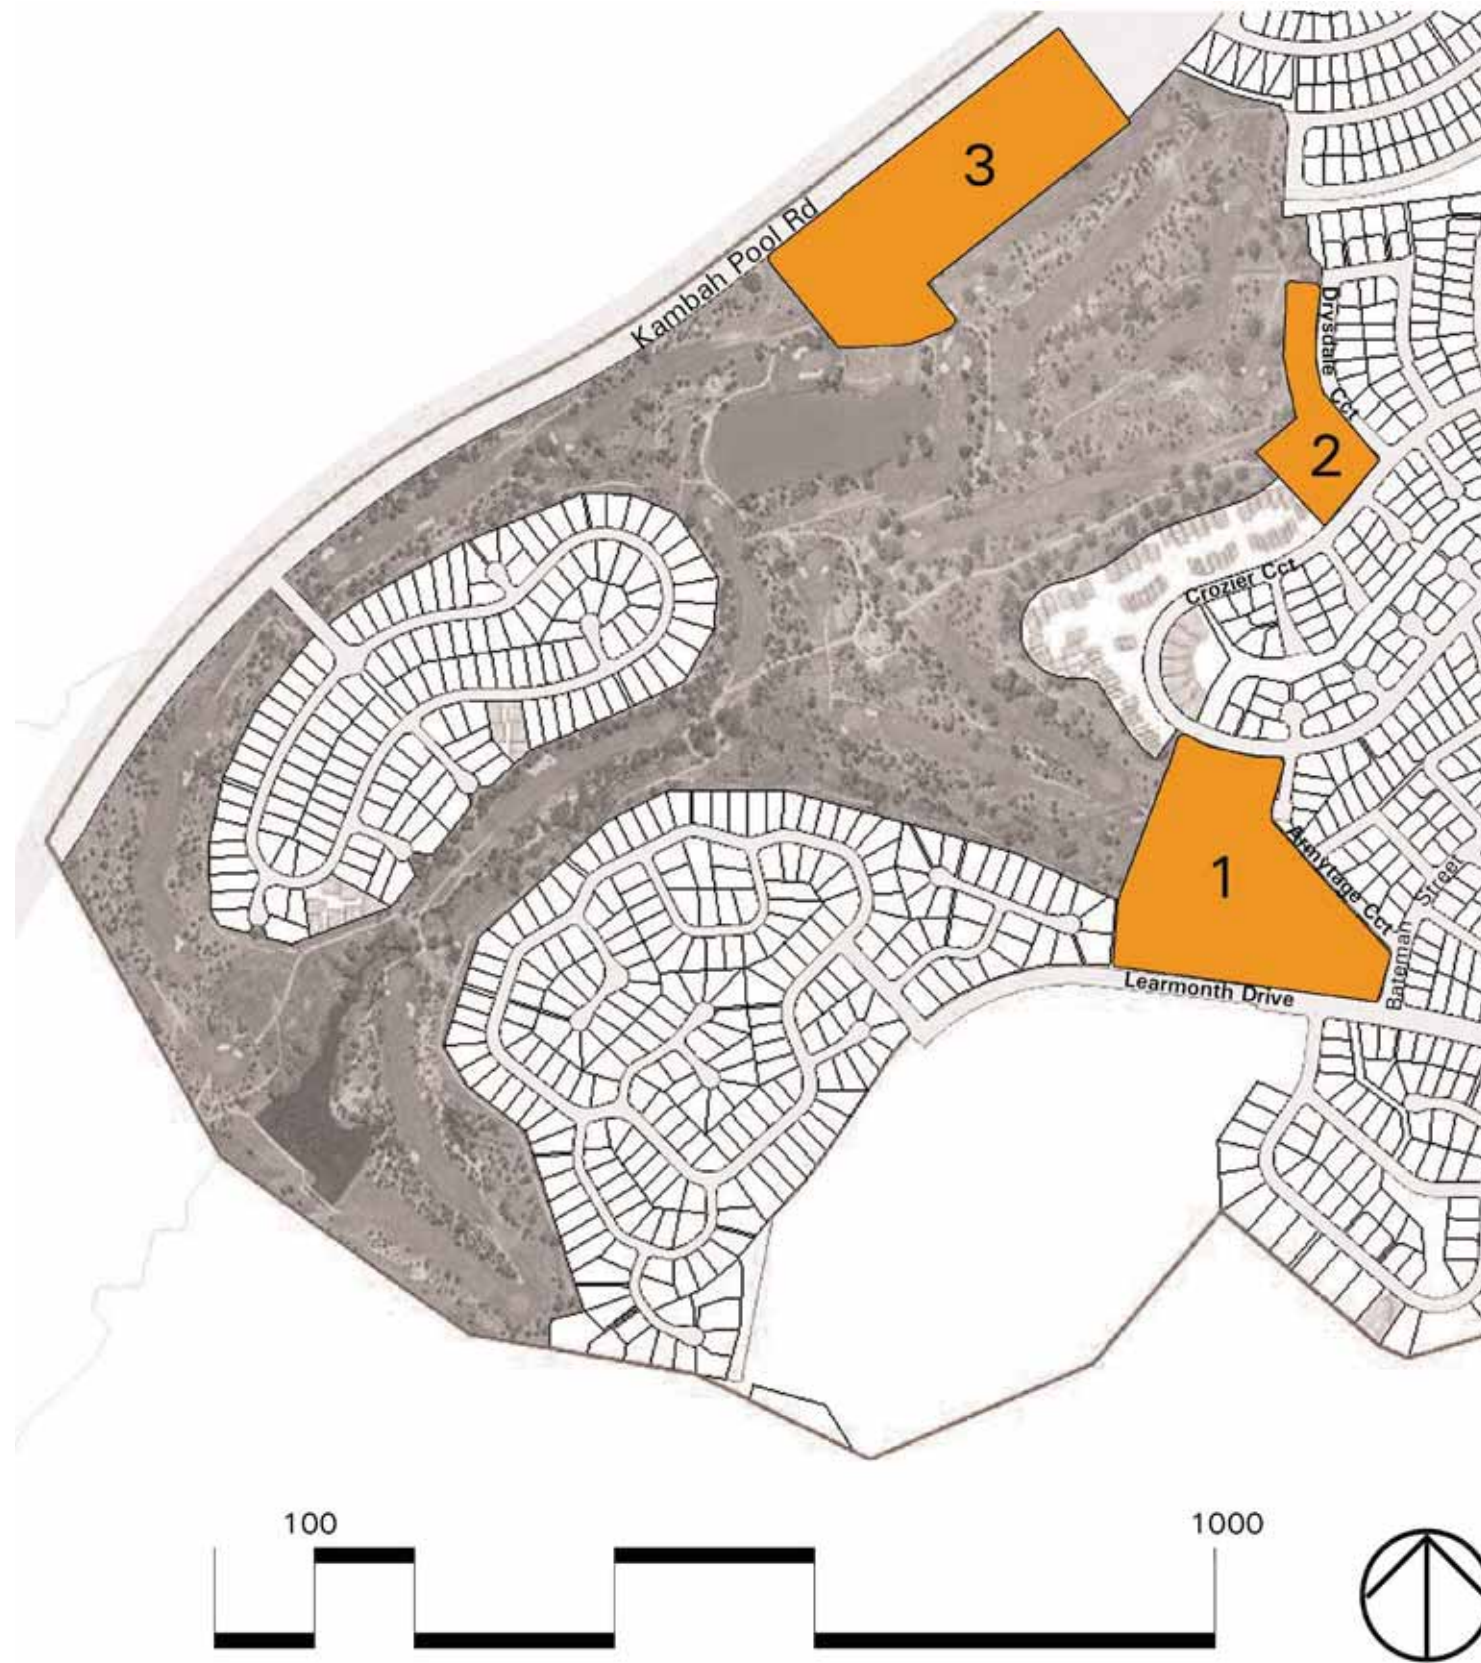 3
Kambah Pool Rd
Drysdale Cct
2
Crozier Cct
1
Armytage Cct
Bateman Street
Learmonth Drive
100
1000